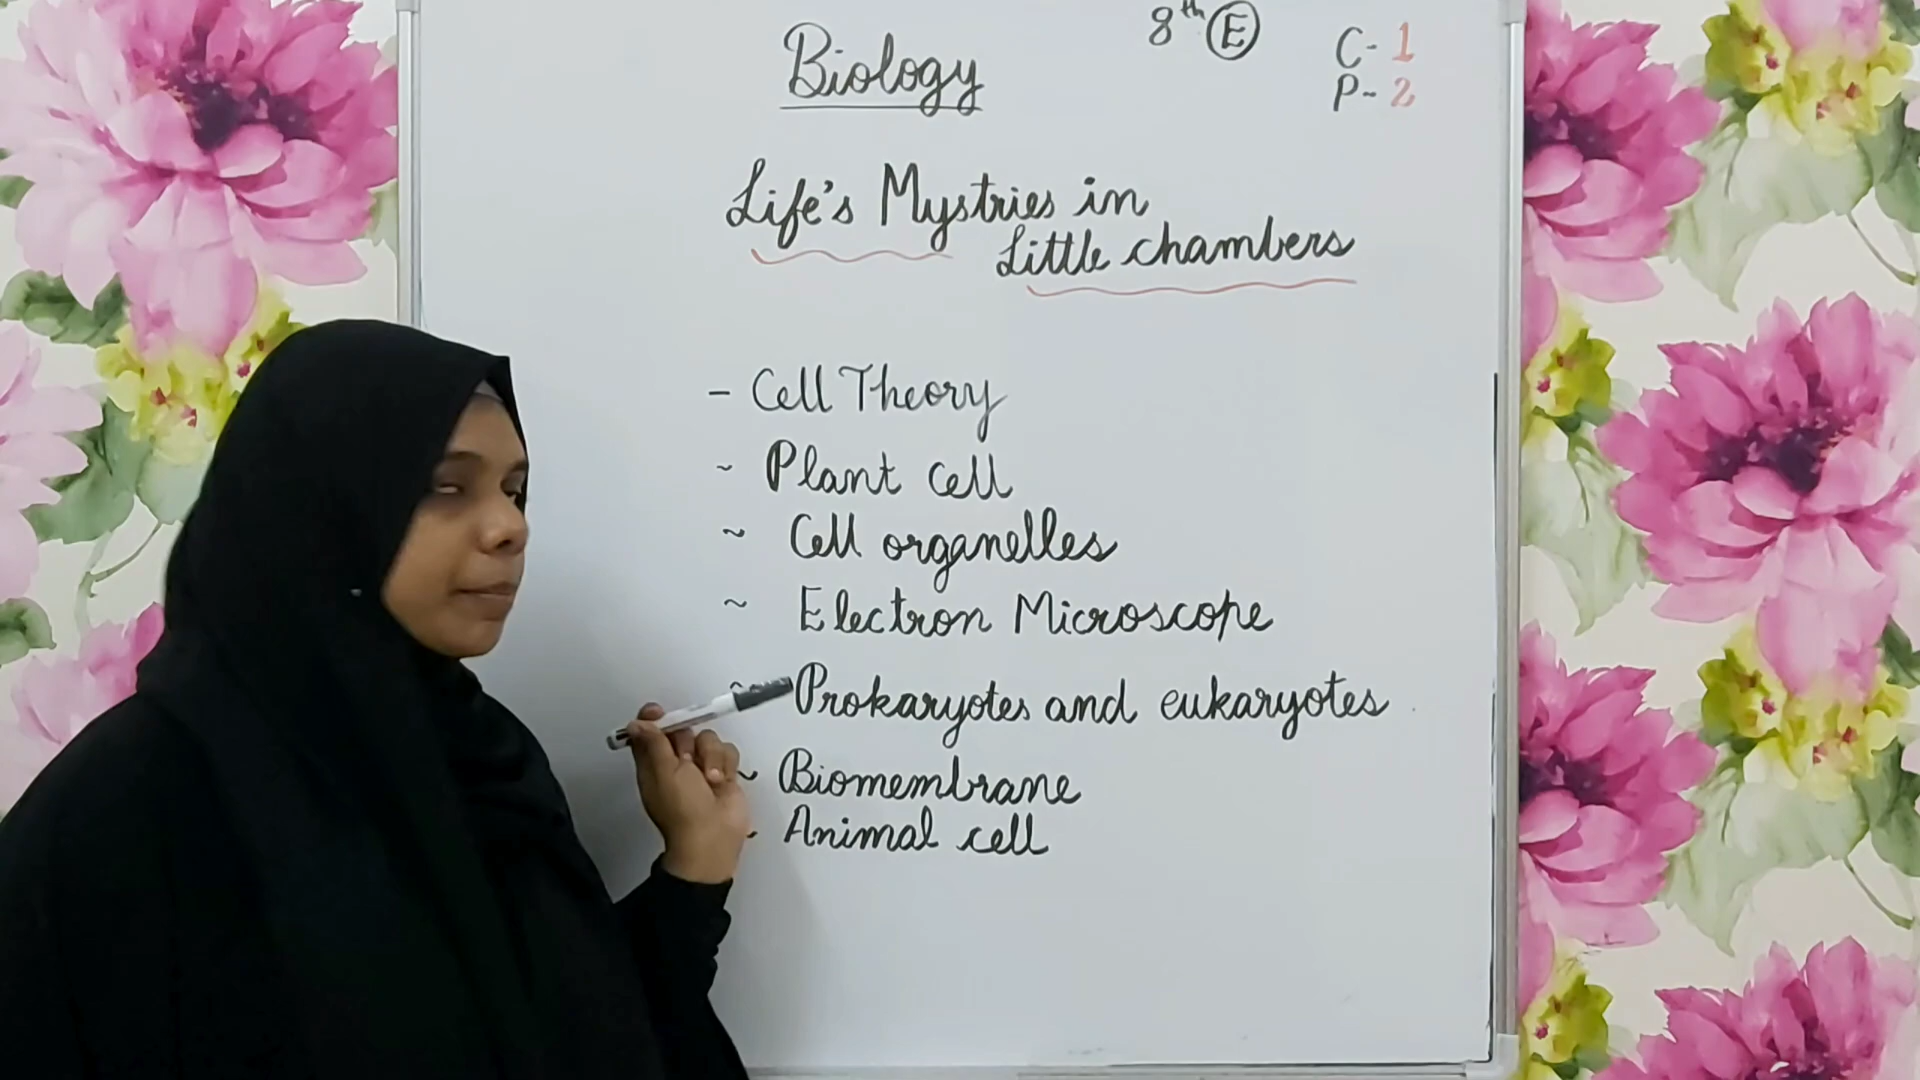 8th E
C-1
P-2
Biology
Life's Mystries in
Little chambers
- Cell Theory
- Plant cell
~ Cell organelles
~ Electron Microscope
~ Prokaryotes and eukaryotes
~ Biomembrane
- Animal cell